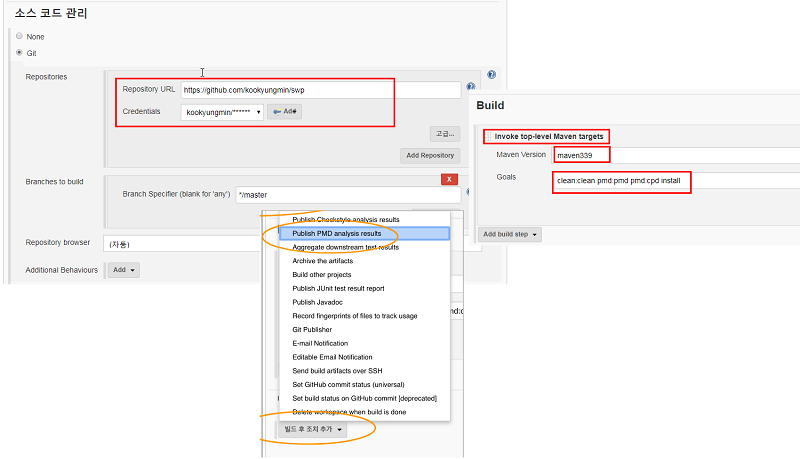 소스 코드 관리
None
Git
Repositories
Repository URL https://github.com/kookyungmin/swp
Credentials kookyungmin/****** Add
고급...
Add Repository
Branches to build
X
Branch Specifier (blank for 'any') */master
Repository browser (자동)
Additional Behaviours Add
Build
Invoke top-level Maven targets
Maven Version maven339
Goals clean:clean pmd:pmd pmd:cpd install
Add build step
Publish Checkstyle analysis results
Publish PMD analysis results
Aggregate downstream test results
Archive the artifacts
Build other projects
Publish JUnit test result report
Publish Javadoc
Record fingerprints of files to track usage
Git Publisher
E-mail Notification
Editable Email Notification
Send build artifacts over SSH
Set GitHub commit status (universal)
Set build status on GitHub commit [deprecated]
Delete workspace when build is done
빌드 후 조치 추가